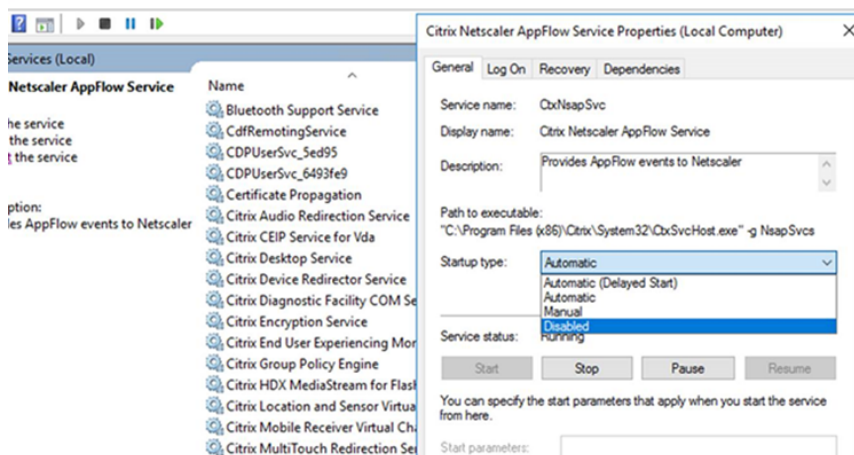 Services (Local)
Netscaler AppFlow Service
the service
the service
the service
les AppFlow events to Netscaler
Name
Bluetooth Support Service
CdfRemotingService
CDPUserSvc_5ed95
CDPUserSvc_6493fe9
Certificate Propagation
Citrix Audio Redirection Service
Citrix CEIP Service for Vda
Citrix Desktop Service
Citrix Device Redirector Service
Citrix Diagnostic Facility COM Se
Citrix Encryption Service
Citrix End User Experiencing Mor
Citrix Group Policy Engine
Citrix HDX MediaStream for Flash
Citrix Location and Sensor Virtua
Citrix Mobile Receiver Virtual Cha
Citrix MultiTouch Redirection Ser
Citrix Netscaler AppFlow Service Properties (Local Computer)
General Log On Recovery Dependencies
Service name: CtxNsapSvc
Display name: Citrix Netscaler AppFlow Service
Description: Provides AppFlow events to Netscaler
Path to executable:
"C:\Program Files (x86)\Citrix\System32\CtxSvcHost.exe" -g NsapSvcs
Startup type: Automatic
Automatic (Delayed Start)
Automatic
Manual
Disabled
Service status: Running
Start Stop Pause Resume
You can specify the start parameters that apply when you start the service
from here.
Start parameters: